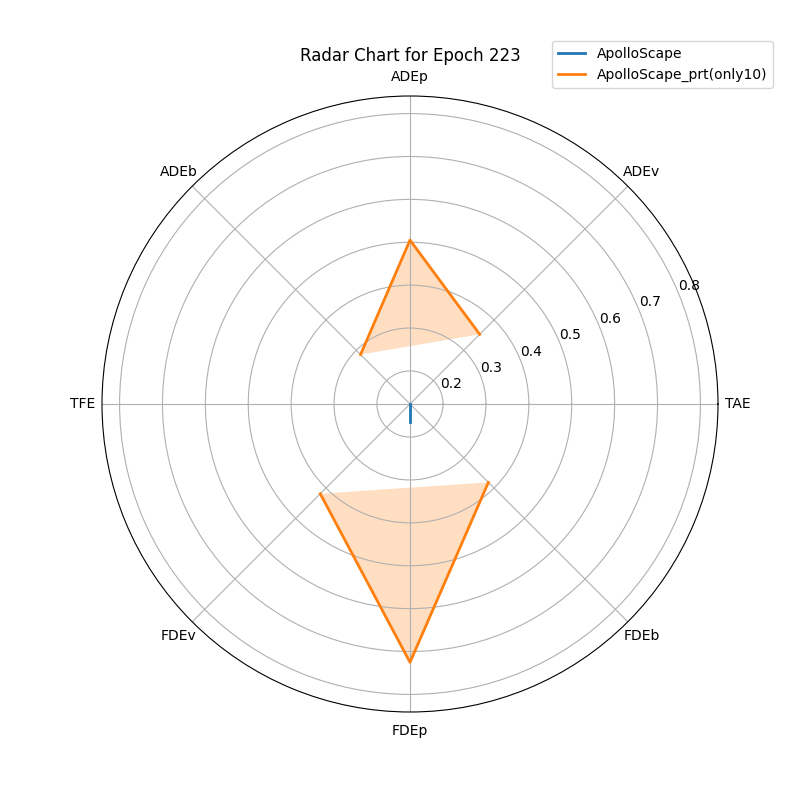 Radar Chart for Epoch 223
ApolloScape
ApolloScape_prt(only10)
ADEp
ADEb
ADEv
0.8
0.7
0.6
0.5
0.4
0.3
0.2
TFE
TAE
FDEv
FDEb
FDEp